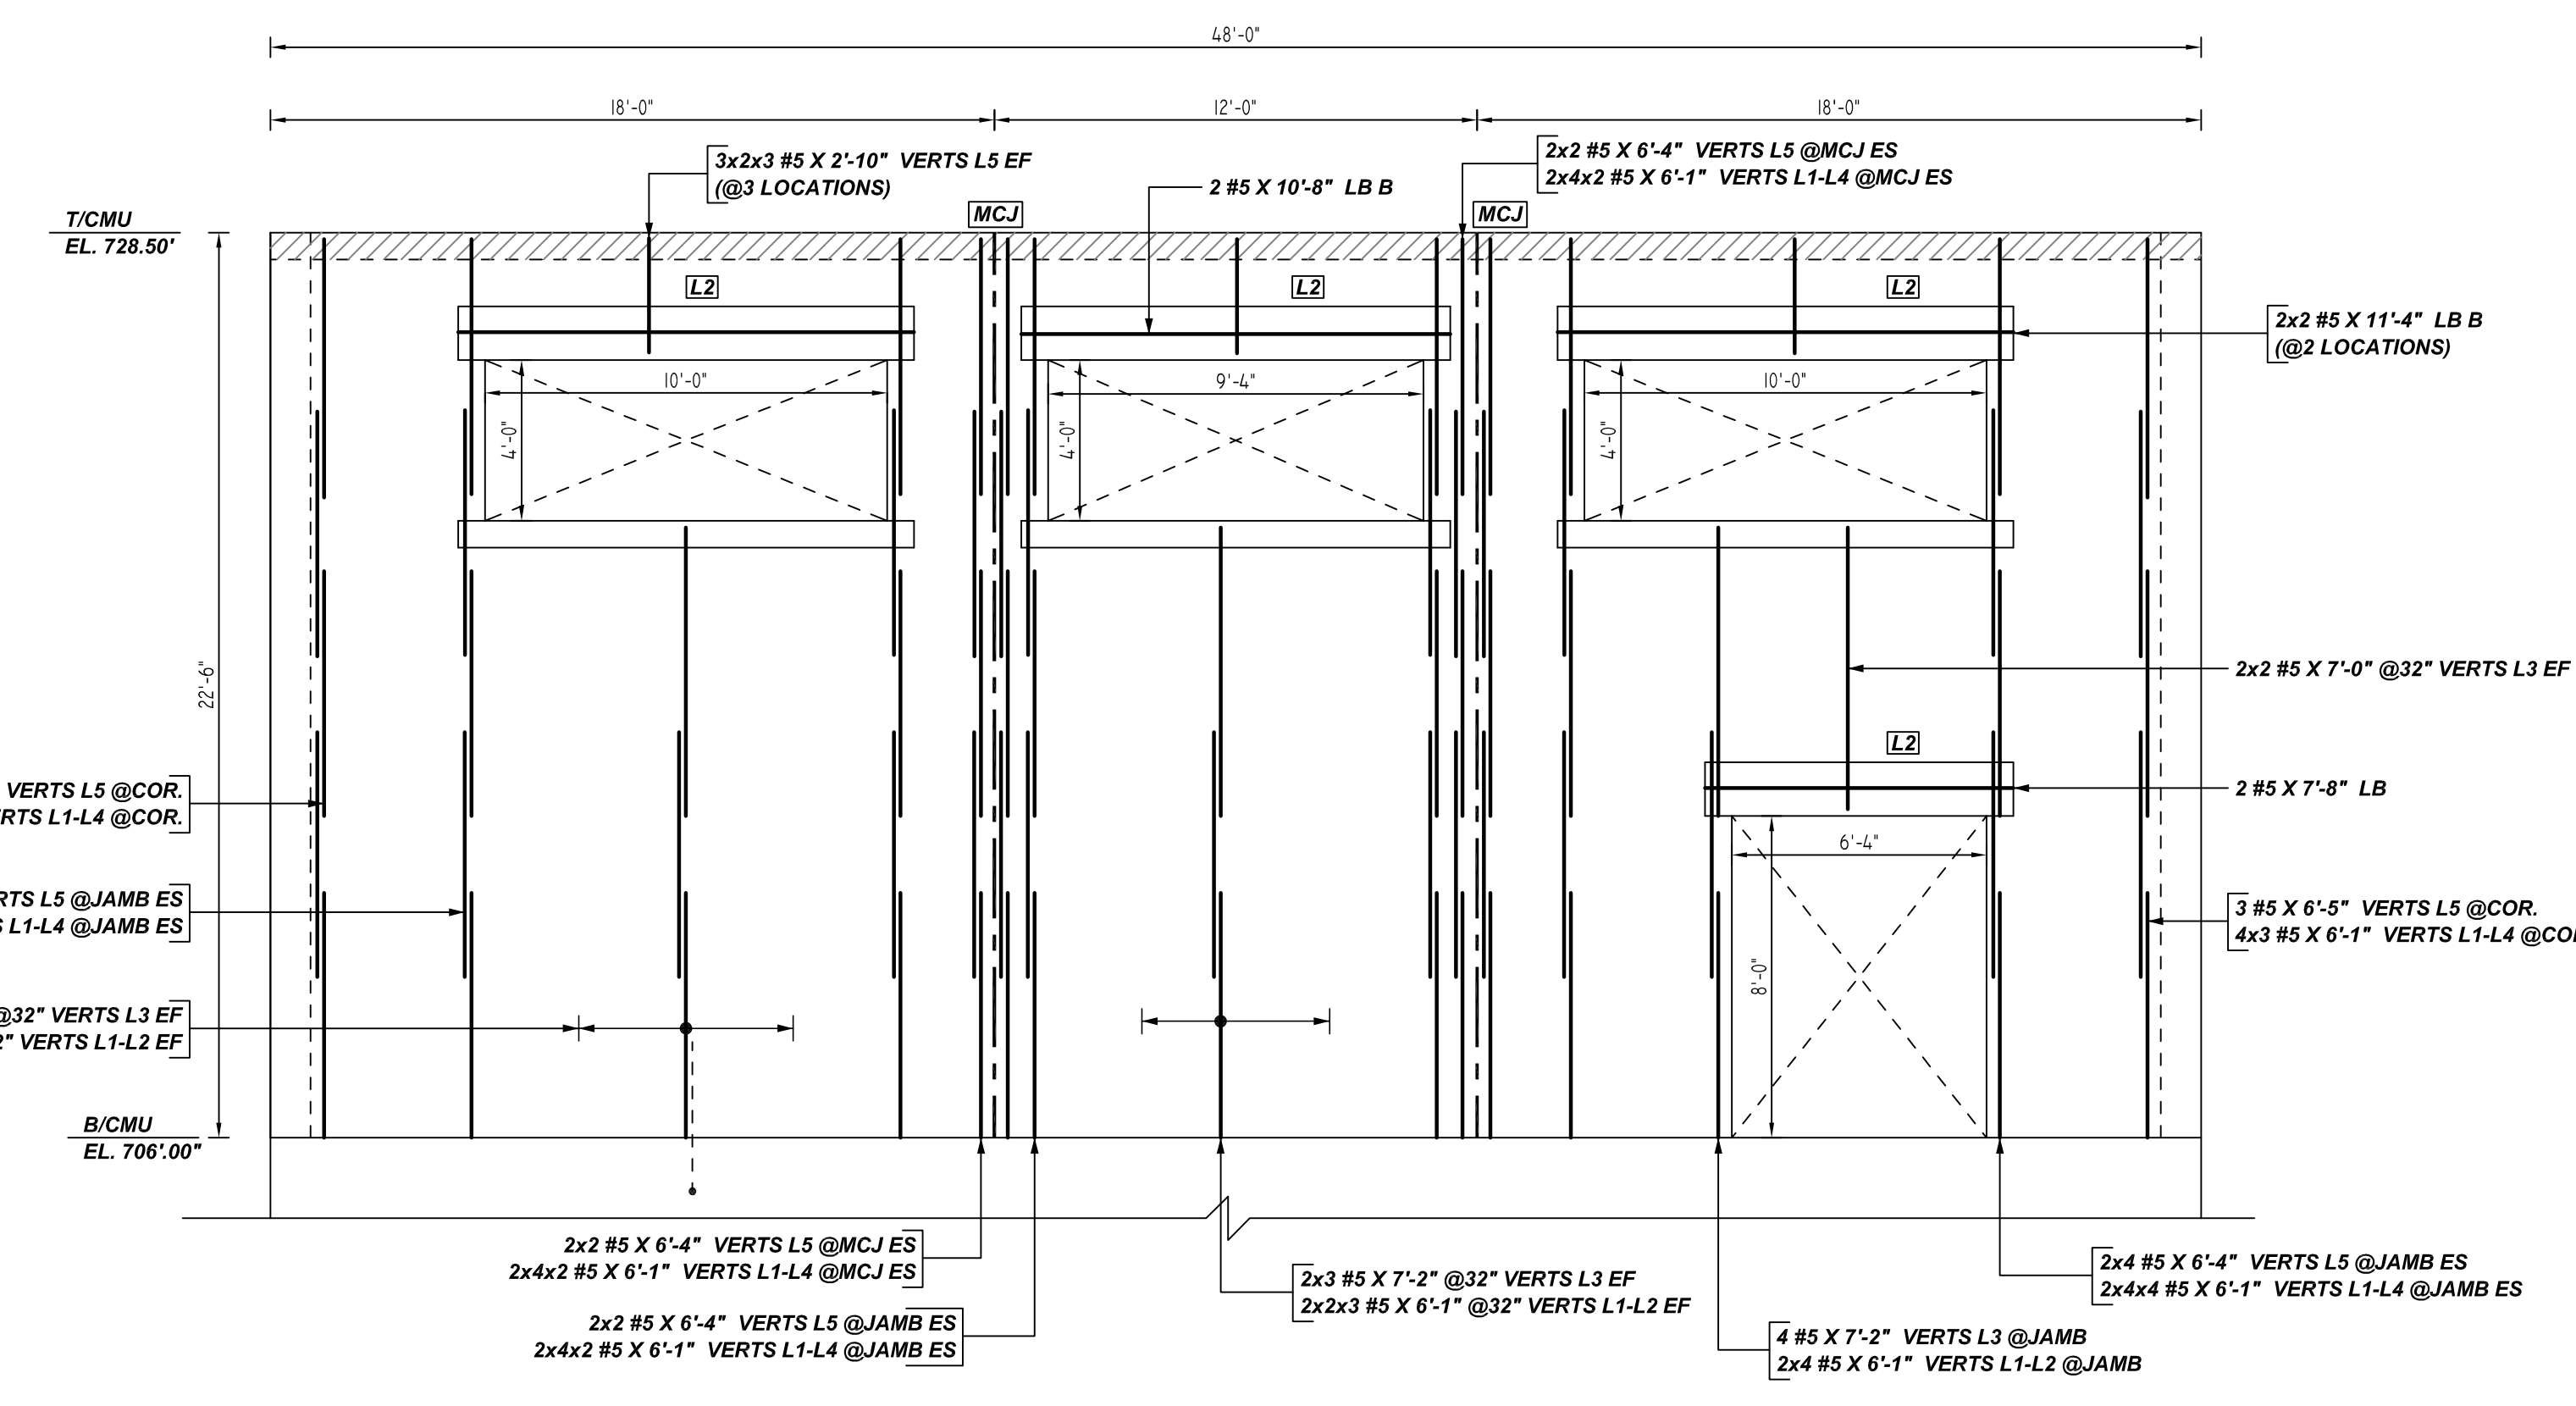 48'-0"
18'-0"
12'-0"
18'-0"
3x2x3 #5 X 2'-10" VERTS L5 EF
(@3 LOCATIONS)
2 #5 X 10'-8" LB B
2x2 #5 X 6'-4" VERTS L5 @MCJ ES
2x4x2 #5 X 6'-1" VERTS L1-L4 @MCJ ES
T/CMU
EL. 728.50'
MCJ
MCJ
L2
L2
L2
2x2 #5 X 11'-4" LB B
(@2 LOCATIONS)
10'-0"
9'-4"
10'-0"
4'-0"
4'-0"
4'-0"
22'-6"
2x2 #5 X 7'-0" @32" VERTS L3 EF
L2
2 #5 X 7'-8" LB
VERTS L5 @COR.
RTS L1-L4 @COR.
6'-4"
8'-0"
RTS L5 @JAMB ES
L1-L4 @JAMB ES
3 #5 X 6'-5" VERTS L5 @COR.
4x3 #5 X 6'-1" VERTS L1-L4 @CO
@32" VERTS L3 EF
2" VERTS L1-L2 EF
B/CMU
EL. 706'.00"
2x2 #5 X 6'-4" VERTS L5 @MCJ ES
2x4x2 #5 X 6'-1" VERTS L1-L4 @MCJ ES
2x2 #5 X 6'-4" VERTS L5 @JAMB ES
2x4x2 #5 X 6'-1" VERTS L1-L4 @JAMB ES
2x3 #5 X 7'-2" @32" VERTS L3 EF
2x2x3 #5 X 6'-1" @32" VERTS L1-L2 EF
2x4 #5 X 6'-4" VERTS L5 @JAMB ES
2x4x4 #5 X 6'-1" VERTS L1-L4 @JAMB ES
4 #5 X 7'-2" VERTS L3 @JAMB
2x4 #5 X 6'-1" VERTS L1-L2 @JAMB